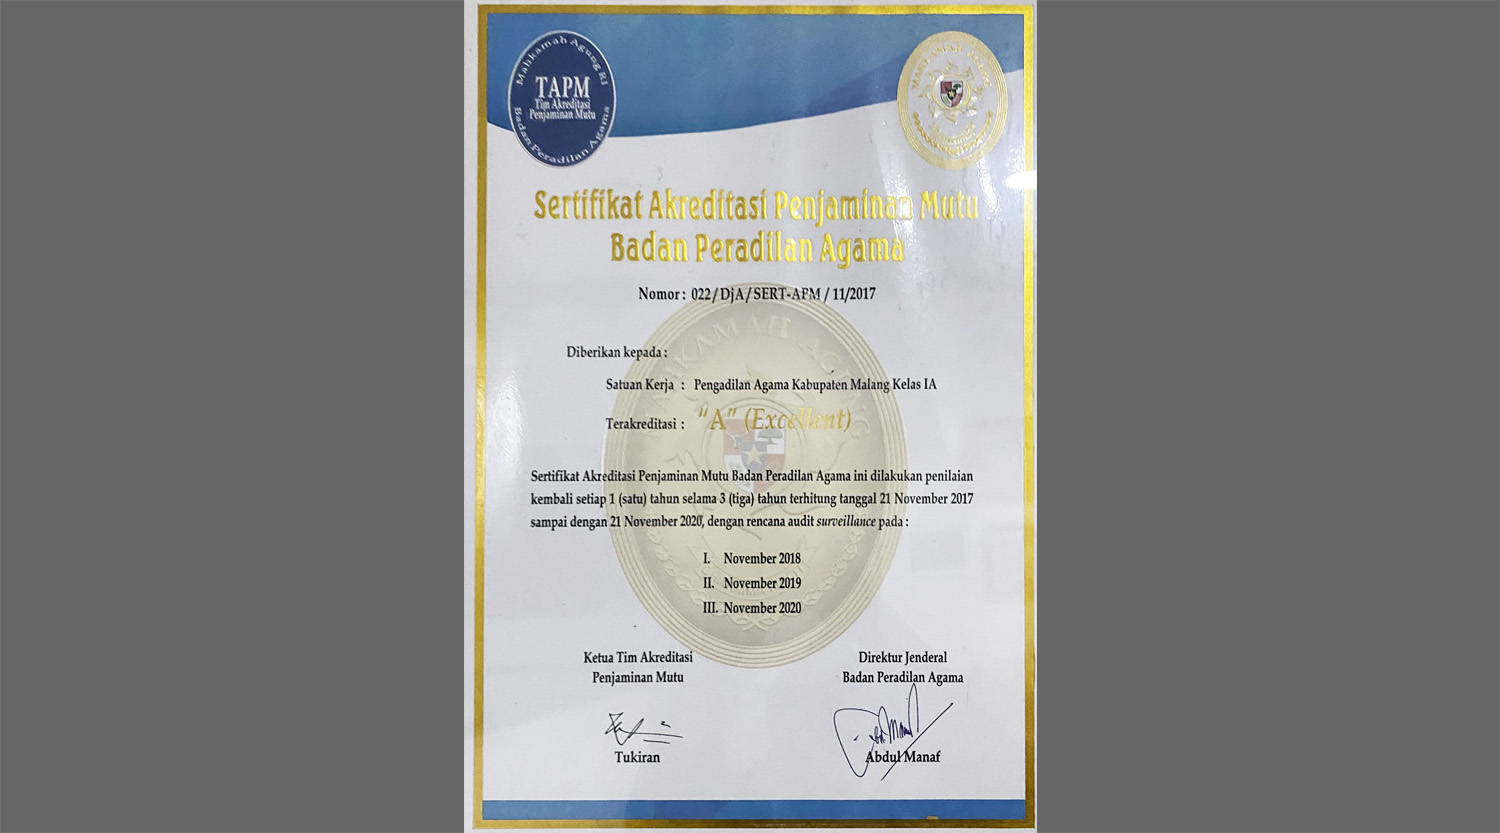 Mahkamah Agung RI
TAPM
Tim Akreditasi
Penjaminan Mutu
Badan Peradilan Agama
MAHKAMAH AGUNG
Sertifikat Akreditasi Penjaminan Mutu
Badan Peradilan Agama
Nomor : 022 / DjA / SERT-APM / 11/2017
MAHKAMAH AGUNG
Diberikan kepada :
Satuan Kerja : Pengadilan Agama Kabupaten Malang Kelas IA
Terakreditasi : "A" (Excellent)
Sertifikat Akreditasi Penjaminan Mutu Badan Peradilan Agama ini dilakukan penilaian
kembali setiap 1 (satu) tahun selama 3 (tiga) tahun terhitung tanggal 21 November 2017
sampai dengan 21 November 2020, dengan rencana audit surveillance pada :
I. November 2018
II. November 2019
III. November 2020
Ketua Tim Akreditasi
Penjaminan Mutu
Tukiran
Direktur Jenderal
Badan Peradilan Agama
Abdul Manaf